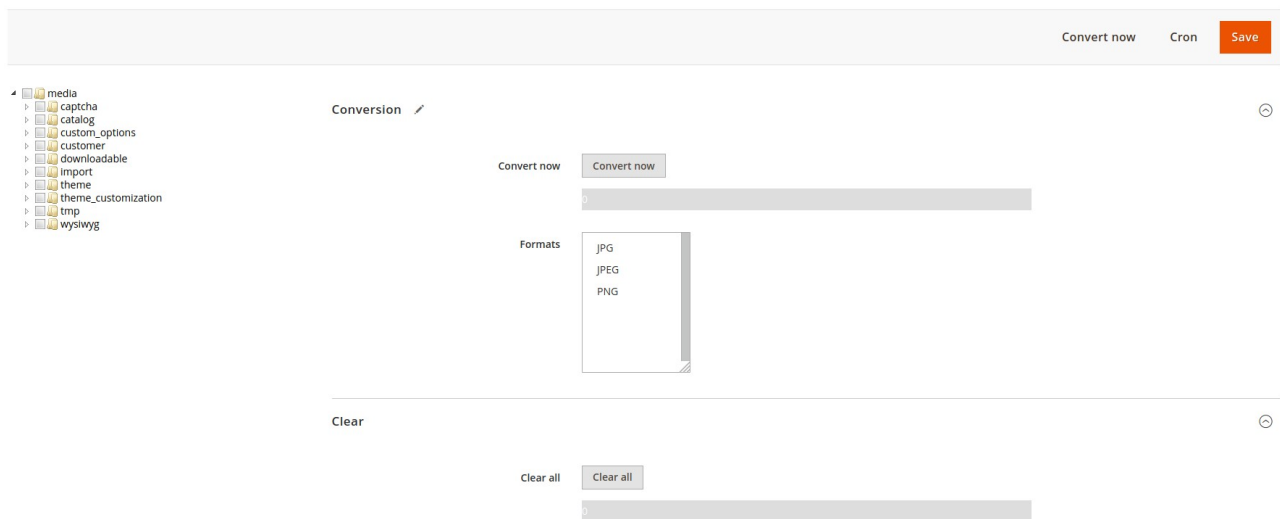 Convert now Cron Save
media
captcha
catalog
custom_options
customer
downloadable
import
theme
theme_customization
tmp
wysiwyg
Conversion
Convert now Convert now
0
Formats
JPG
JPEG
PNG
Clear
Clear all Clear all
0